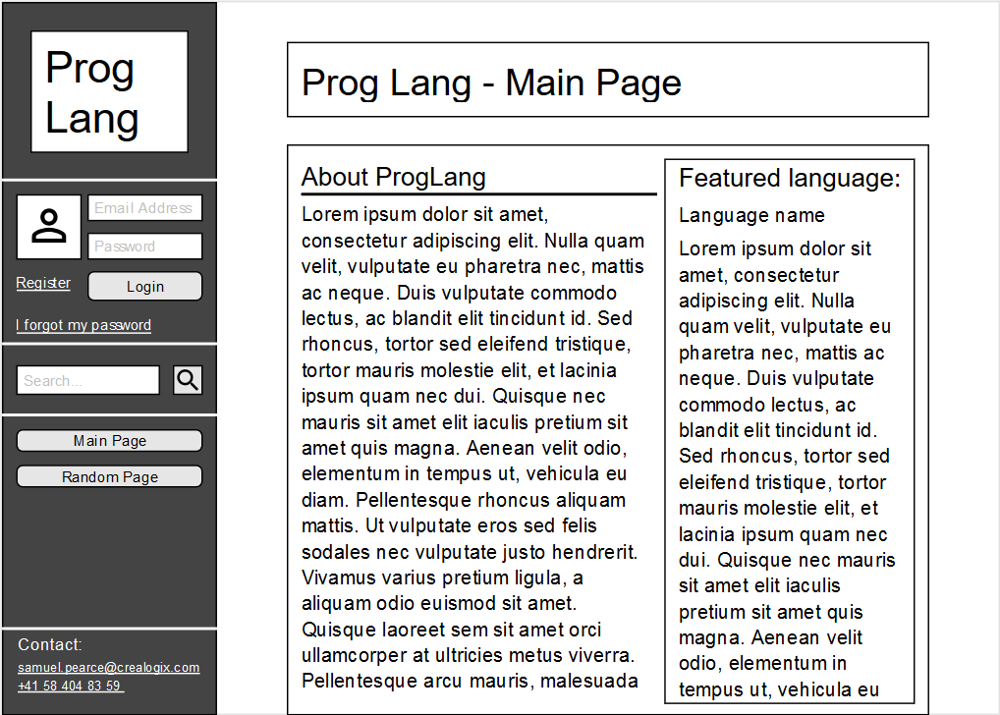 Prog
Lang
Email Address
Password
Register
Login
I forgot my password
Search...
Main Page
Random Page
Contact:
samuel.pearce@crealogix.com
+41 58 404 83 59
Prog Lang - Main Page
About ProgLang
Lorem ipsum dolor sit amet,
consectetur adipiscing elit. Nulla quam
velit, vulputate eu pharetra nec, mattis
ac neque. Duis vulputate commodo
lectus, ac blandit elit tincidunt id. Sed
rhoncus, tortor sed eleifend tristique,
tortor mauris molestie elit, et lacinia
ipsum quam nec dui. Quisque nec
mauris sit amet elit iaculis pretium sit
amet quis magna. Aenean velit odio,
elementum in tempus ut, vehicula eu
diam. Pellentesque rhoncus aliquam
mattis. Ut vulputate eros sed felis
sodales nec vulputate justo hendrerit.
Vivamus varius pretium ligula, a
aliquam odio euismod sit amet.
Quisque laoreet sem sit amet orci
ullamcorper at ultricies metus viverra.
Pellentesque arcu mauris, malesuada
Featured language:
Language name
Lorem ipsum dolor sit
amet, consectetur
adipiscing elit. Nulla
quam velit, vulputate eu
pharetra nec, mattis ac
neque. Duis vulputate
commodo lectus, ac
blandit elit tincidunt id.
Sed rhoncus, tortor sed
eleifend tristique, tortor
mauris molestie elit, et
lacinia ipsum quam nec
dui. Quisque nec mauris
sit amet elit iaculis
pretium sit amet quis
magna. Aenean velit
odio, elementum in
tempus ut, vehicula eu